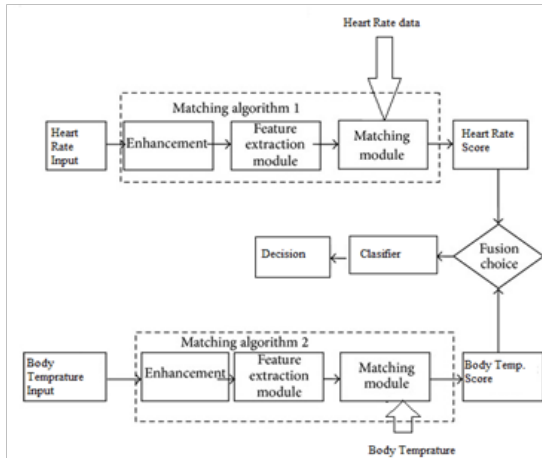 Heart Rate data
Matching algorithm 1
Heart
Rate
Input
Enhancement
Feature
extraction
module
Matching
module
Heart Rate
Score
Decision
Clasifier
Fusion
choice
Matching algorithm 2
Body
Temprature
Input
Enhancement
Feature
extraction
module
Matching
module
Body Temp.
Score
Body Temprature